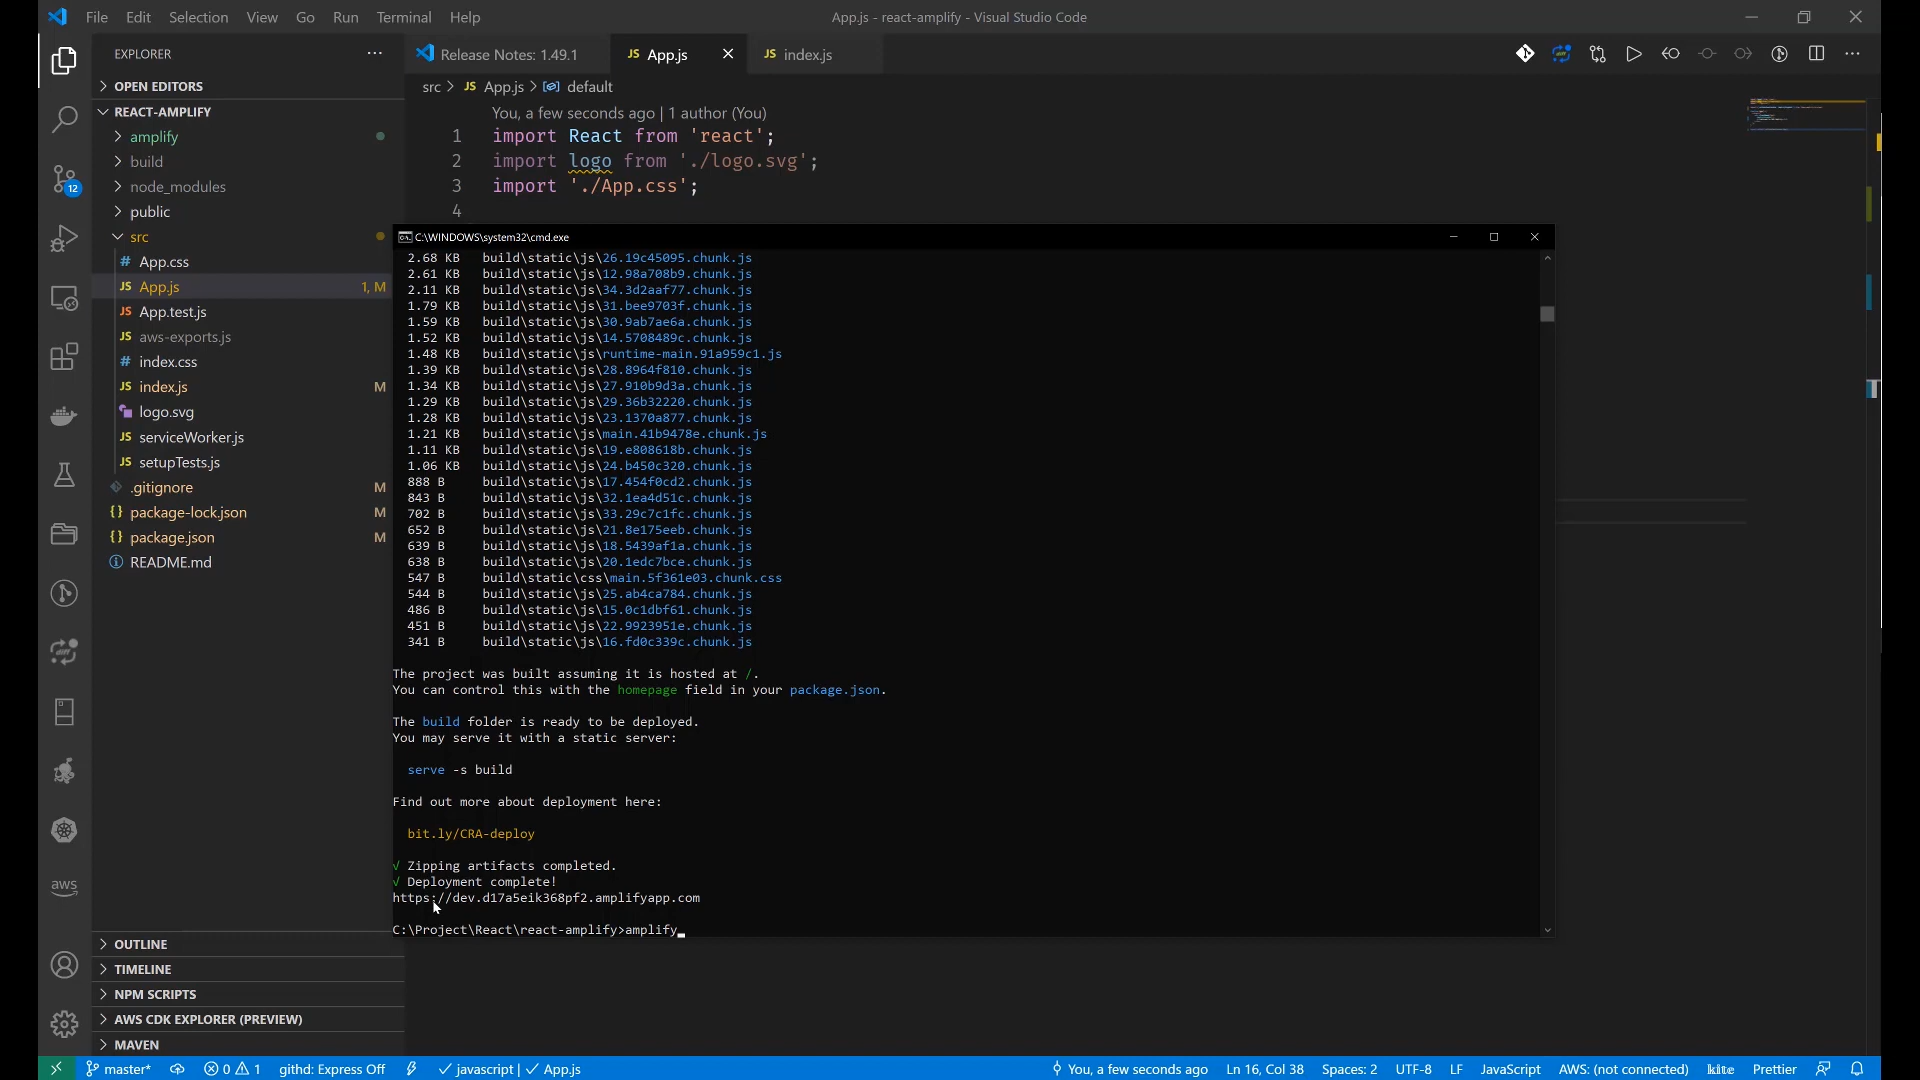 File Edit Selection View Go Run Terminal Help
App.js - react-amplify - Visual Studio Code
EXPLORER
Release Notes: 1.49.1
JS App.js
JS index.js
OPEN EDITORS
REACT-AMPLIFY
amplify
build
node_modules
public
src
# App.css
JS App.js 1, M
JS App.test.js
JS aws-exports.js
# index.css
JS index.js M
logo.svg
JS serviceWorker.js
JS setupTests.js
.gitignore M
{} package-lock.json M
{} package.json M
README.md
12
diff
aws
OUTLINE
TIMELINE
NPM SCRIPTS
AWS CDK EXPLORER (PREVIEW)
MAVEN
src > JS App.js > default
You, a few seconds ago | 1 author (You)
1 import React from 'react';
2 import logo from './logo.svg';
3 import './App.css';
4
C:\WINDOWS\system32\cmd.exe
2.68 KB build\static\js\26.19c45095.chunk.js
2.61 KB build\static\js\12.98a708b9.chunk.js
2.11 KB build\static\js\34.3d2aaf77.chunk.js
1.79 KB build\static\js\31.bee9703f.chunk.js
1.59 KB build\static\js\30.9ab7ae6a.chunk.js
1.52 KB build\static\js\14.5708489c.chunk.js
1.48 KB build\static\js\runtime-main.91a959c1.js
1.39 KB build\static\js\28.8964f810.chunk.js
1.34 KB build\static\js\27.910b9d3a.chunk.js
1.29 KB build\static\js\29.36b32220.chunk.js
1.28 KB build\static\js\23.1370a877.chunk.js
1.21 KB build\static\js\main.41b9478e.chunk.js
1.11 KB build\static\js\19.e808618b.chunk.js
1.06 KB build\static\js\24.b450c320.chunk.js
888 B build\static\js\17.454f0cd2.chunk.js
843 B build\static\js\32.1ea4d51c.chunk.js
702 B build\static\js\33.29c7c1fc.chunk.js
652 B build\static\js\21.8e175eeb.chunk.js
639 B build\static\js\18.5439af1a.chunk.js
638 B build\static\js\20.1edc7bce.chunk.js
547 B build\static\css\main.5f361e03.chunk.css
544 B build\static\js\25.ab4ca784.chunk.js
486 B build\static\js\15.0c1dbf61.chunk.js
451 B build\static\js\22.9923951e.chunk.js
341 B build\static\js\16.fd0c339c.chunk.js
The project was built assuming it is hosted at /.
You can control this with the homepage field in your package.json.
The build folder is ready to be deployed.
You may serve it with a static server:
serve -s build
Find out more about deployment here:
bit.ly/CRA-deploy
√ Zipping artifacts completed.
√ Deployment complete!
https://dev.d17a5eik368pf2.amplifyapp.com
C:\Project\React\react-amplify>amplify_
master* 0 1 githd: Express Off ✓ javascript | ✓ App.js
You, a few seconds ago Ln 16, Col 38 Spaces: 2 UTF-8 LF JavaScript AWS: (not connected) kite Prettier